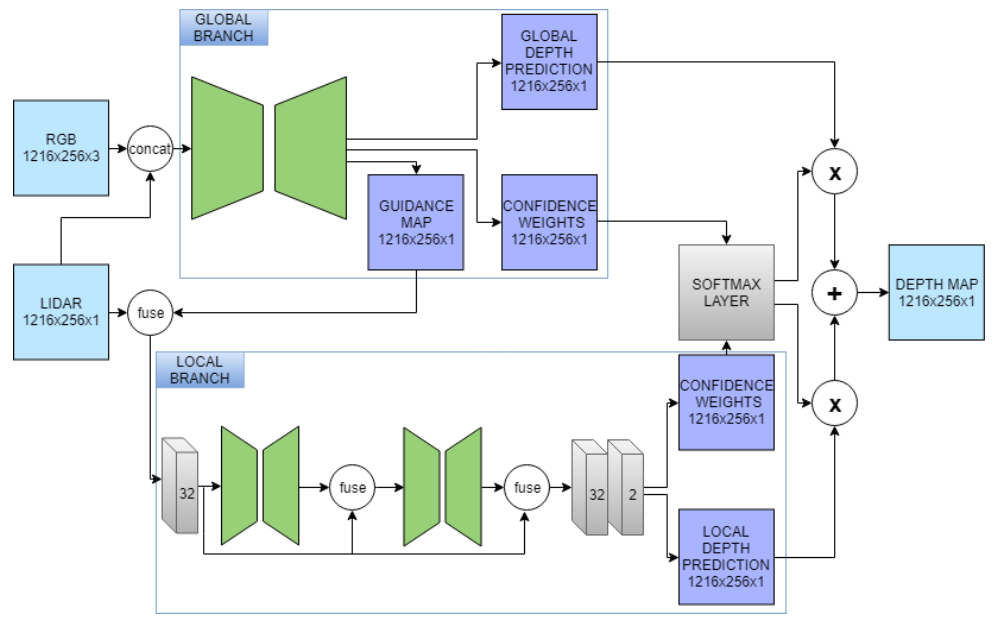 GLOBAL
BRANCH
GLOBAL
DEPTH
PREDICTION
1216x256x1
RGB
1216x256x3
concat
GUIDANCE
MAP
1216x256x1
CONFIDENCE
WEIGHTS
1216x256x1
x
LIDAR
1216x256x1
fuse
SOFTMAX
LAYER
+
DEPTH MAP
1216x256x1
LOCAL
BRANCH
CONFIDENCE
WEIGHTS
1216x256x1
x
32
fuse
fuse
32
2
LOCAL
DEPTH
PREDICTION
1216x256x1